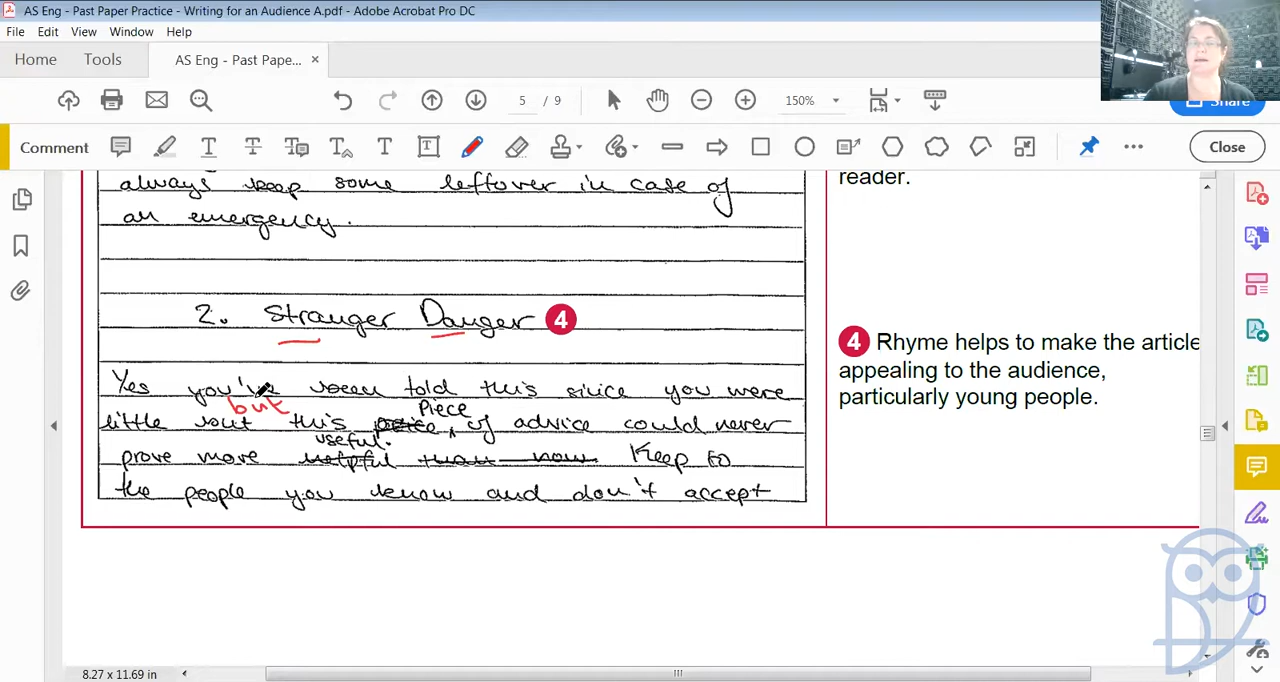 AS Eng - Past Paper Practice - Writing for an Audience A.pdf - Adobe Acrobat Pro DC
File Edit View Window Help
Home Tools AS Eng - Past Pape... ×
5 / 9 150% Share
Comment Close
always keep some leftover in case of
an emergency.
reader.
2. Stranger Danger 4
4 Rhyme helps to make the article
appealing to the audience,
particularly young people.
Yes you've been told this since you were
but
Piece
little but this of advice could never
useful.
prove more helpful than now. Keep to
the people you know and don't accept
8.27 x 11.69 in